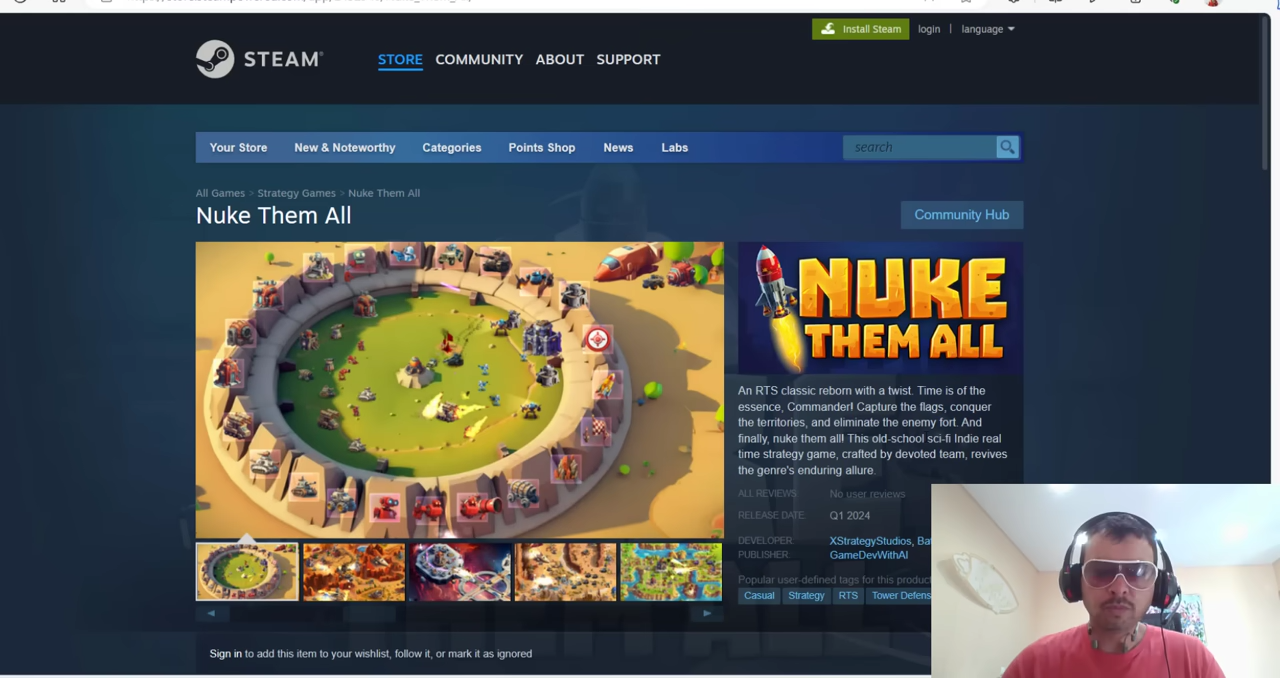 Install Steam
login
language
STEAM®
STORE
COMMUNITY
ABOUT
SUPPORT
Your Store
New & Noteworthy
Categories
Points Shop
News
Labs
search
All Games > Strategy Games > Nuke Them All
Nuke Them All
Community Hub
NUKE
THEM ALL
An RTS classic reborn with a twist. Time is of the
essence, Commander! Capture the flags, conquer
the territories, and eliminate the enemy fort. And
finally, nuke them all! This old-school sci-fi Indie real
time strategy game, crafted by devoted team, revives
the genre's enduring allure.
ALL REVIEWS:
No user reviews
RELEASE DATE:
Q1 2024
DEVELOPER:
XStrategyStudios, Bat
PUBLISHER:
GameDevWithAI
Popular user-defined tags for this product
Casual
Strategy
RTS
Tower Defens
Sign in to add this item to your wishlist, follow it, or mark it as ignored